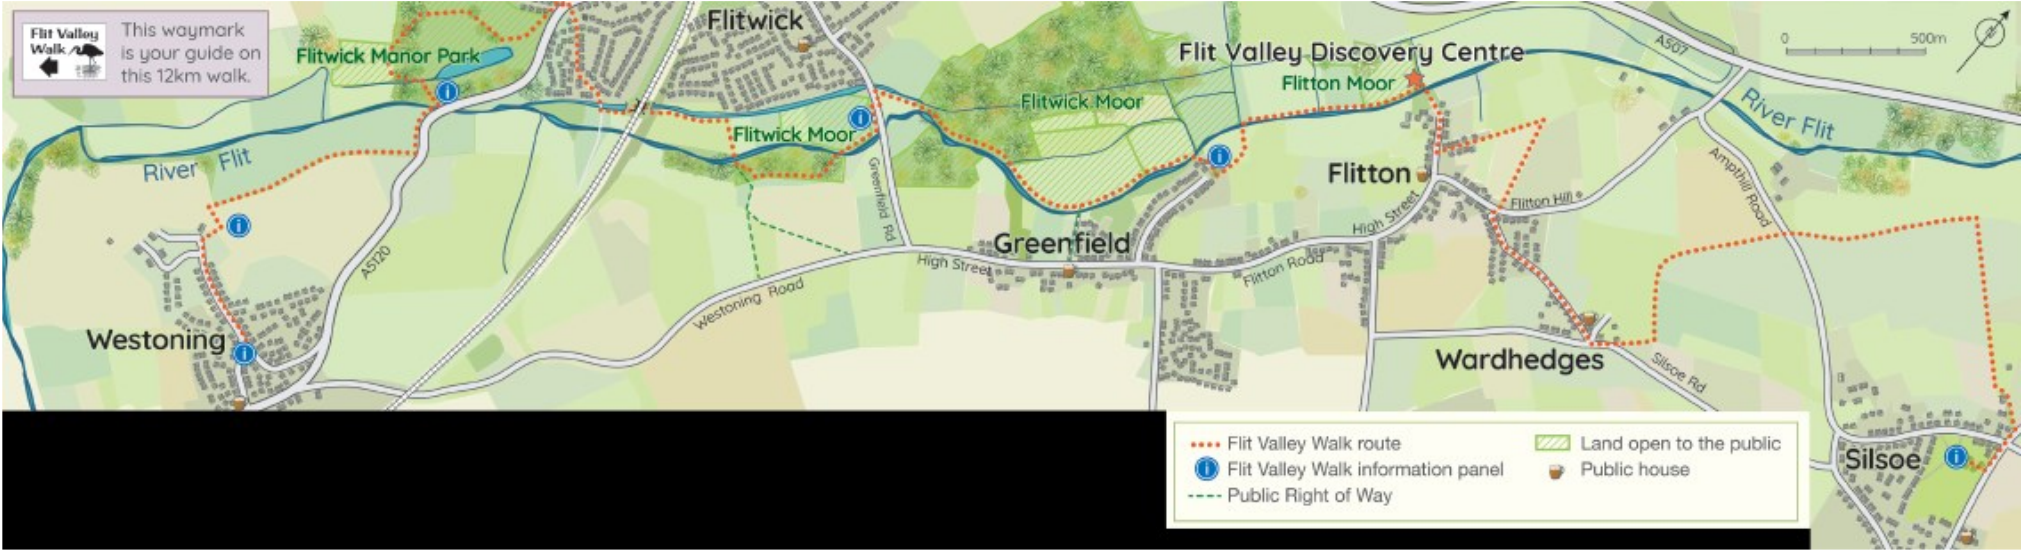 Flit Valley
Walk
This waymark
is your guide on
this 12km walk.
Flitwick Manor Park
Flitwick
Flit Valley Discovery Centre
Flitton Moor
Flitwick Moor
Flitwick Moor
A507
0
500m
River Flit
River Flit
Greenfield Rd
Flitton
Flitton Hill
Ampthill Road
High Street
Greenfield
High Street
Flitton Road
A5120
Westoning Road
Westoning
Wardhedges
Silsoe Rd
Silsoe
Flit Valley Walk route
Flit Valley Walk information panel
Public Right of Way
Land open to the public
Public house